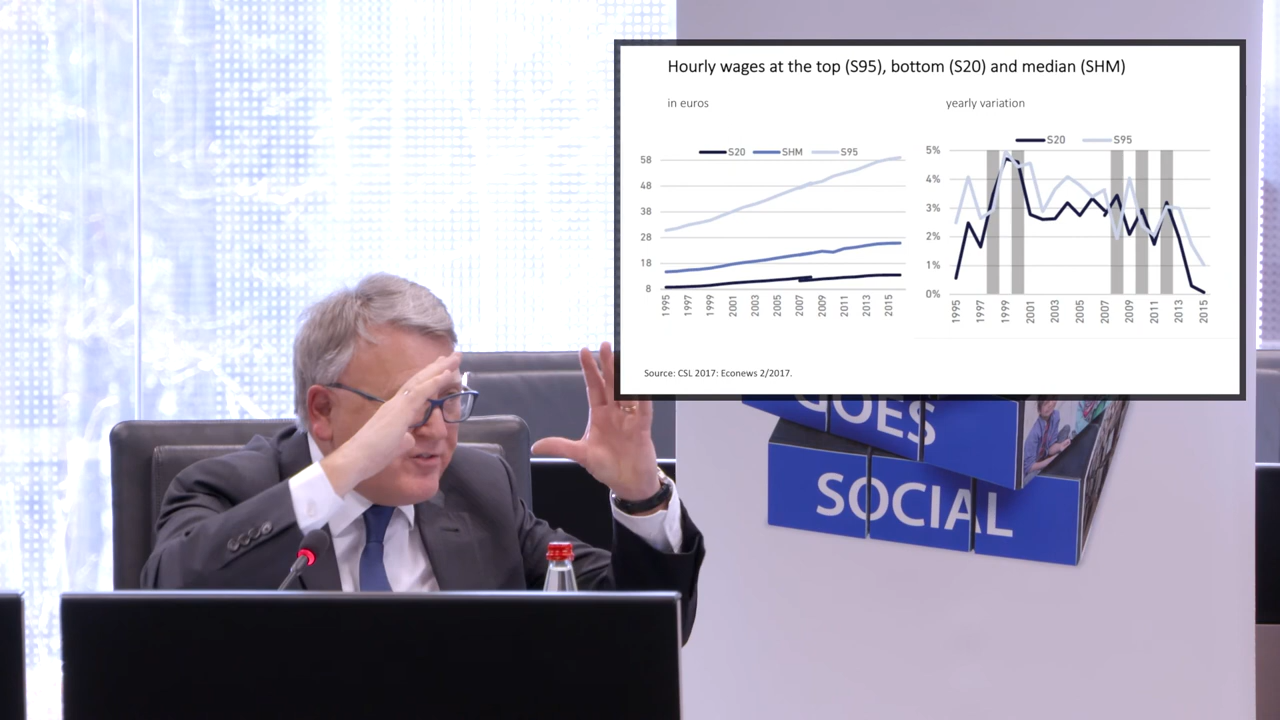 Hourly wages at the top (S95), bottom (S20) and median (SHM)
in euros
yearly variation
S20 SHM S95
58
48
38
28
18
8
1995 1997 1999 2001 2003 2005 2007 2009 2011 2013 2015
S20 S95
5%
4%
3%
2%
1%
0%
1995 1997 1999 2001 2003 2005 2007 2009 2011 2013 2015
Source: CSL 2017: Econews 2/2017.
GOES
SOCIAL